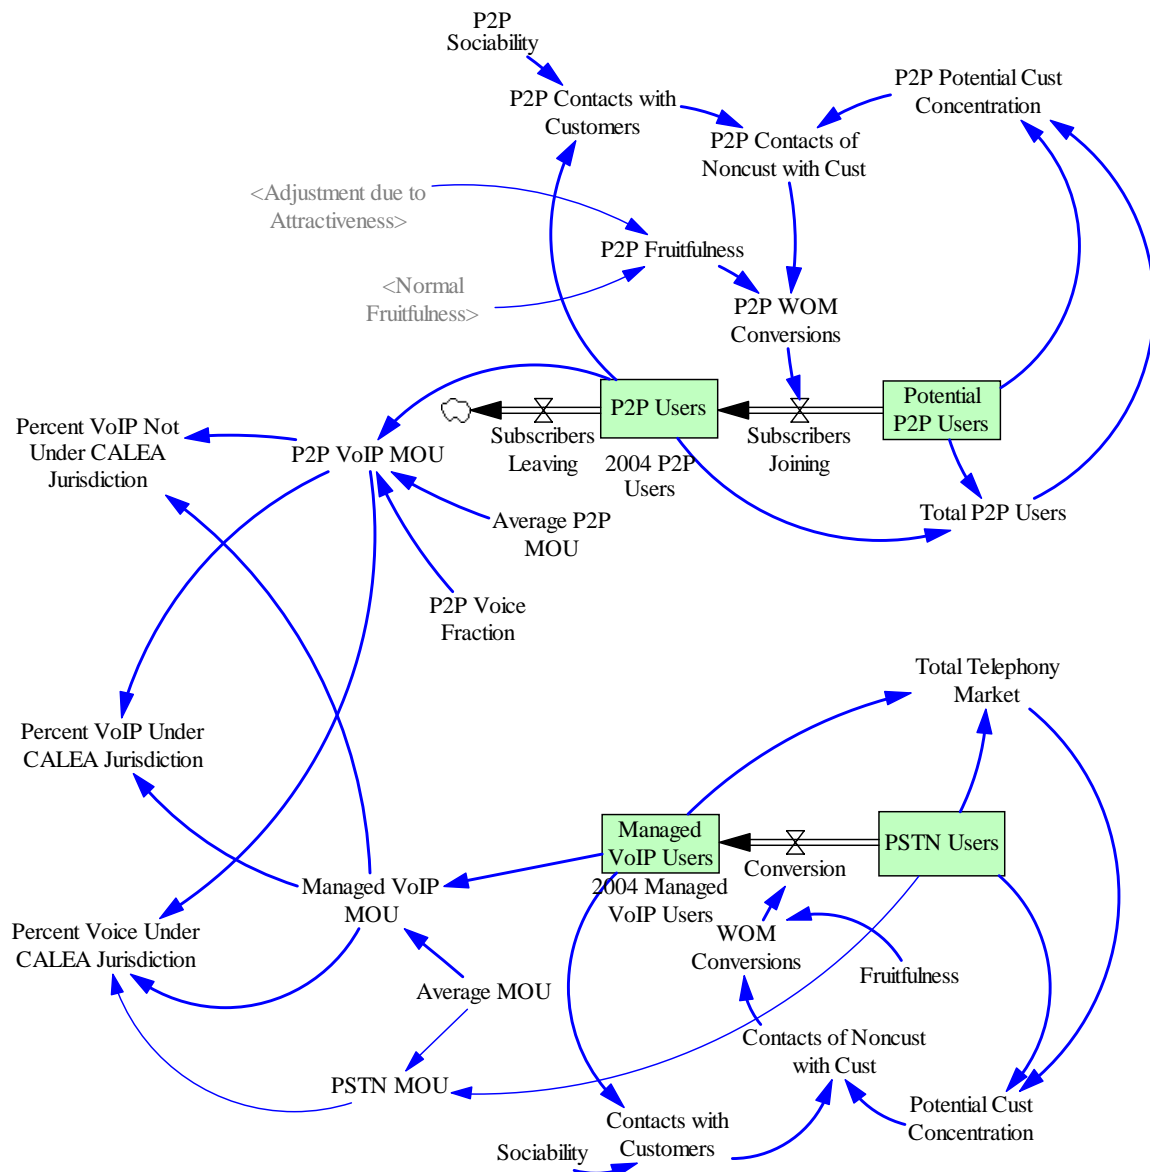 P2P
Sociability
P2P Contacts with
Customers
P2P Potential Cust
Concentration
P2P Contacts of
Noncust with Cust
<Adjustment due to
Attractiveness>
P2P Fruitfulness
<Normal
Fruitfulness>
P2P WOM
Conversions
P2P Users
Potential
P2P Users
Subscribers
Leaving
2004 P2P
Users
Subscribers
Joining
Percent VoIP Not
Under CALEA
Jurisdiction
P2P VoIP MOU
Average P2P
MOU
Total P2P Users
P2P Voice
Fraction
Total Telephony
Market
Percent VoIP Under
CALEA Jurisdiction
Managed
VoIP Users
2004 Managed
VoIP Users
Conversion
PSTN Users
Managed VoIP
MOU
WOM
Conversions
Fruitfulness
Percent Voice Under
CALEA Jurisdiction
Average MOU
Contacts of Noncust
with Cust
PSTN MOU
Contacts with
Customers
Potential Cust
Concentration
Sociability